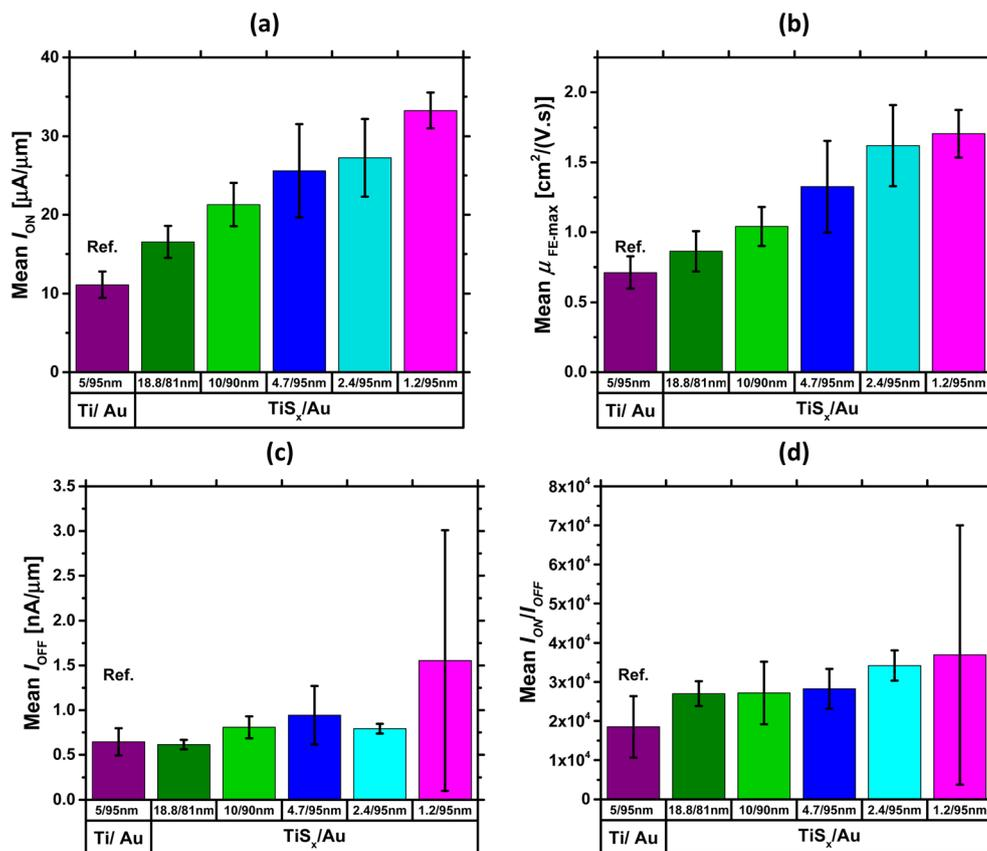 (a)
Mean I_ON [µA/µm]
40
30
20
10
0
Ref.
5/95nm 18.8/81nm 10/90nm 4.7/95nm 2.4/95nm 1.2/95nm
Ti/ Au TiS_x/Au
(b)
Mean µ_FE-max [cm²/(V.s)]
2.0
1.5
1.0
0.5
0.0
Ref.
5/95nm 18.8/81nm 10/90nm 4.7/95nm 2.4/95nm 1.2/95nm
Ti/ Au TiS_x/Au
(c)
Mean I_OFF [nA/µm]
3.5
3.0
2.5
2.0
1.5
1.0
0.5
0.0
Ref.
5/95nm 18.8/81nm 10/90nm 4.7/95nm 2.4/95nm 1.2/95nm
Ti/ Au TiS_x/Au
(d)
Mean I_ON/I_OFF
8x10⁴
7x10⁴
6x10⁴
5x10⁴
4x10⁴
3x10⁴
2x10⁴
1x10⁴
0
Ref.
5/95nm 18.8/81nm 10/90nm 4.7/95nm 2.4/95nm 1.2/95nm
Ti/ Au TiS_x/Au